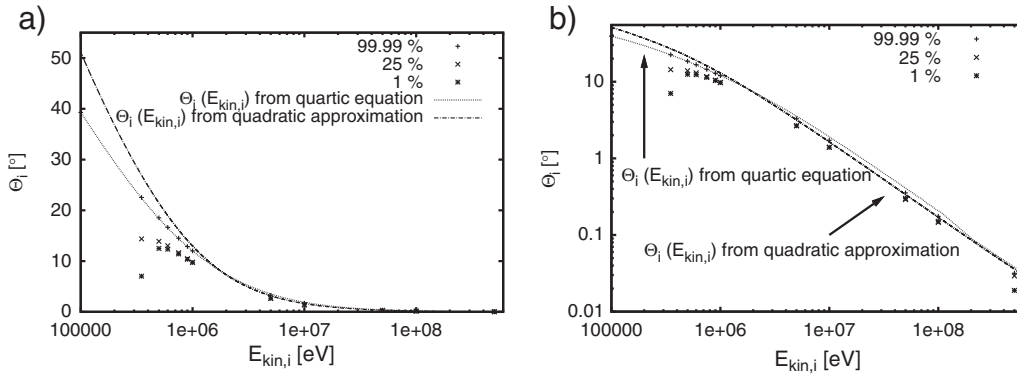 a)
50
40
30
20
10
0
Θi [°]
99.99 %
25 %
1 %
Θi (Ekin,i) from quartic equation
Θi (Ekin,i) from quadratic approximation
100000
1e+06
1e+07
1e+08
Ekin,i [eV]
b)
10
1
0.1
0.01
Θi [°]
99.99 %
25 %
1 %
Θi (Ekin,i) from quartic equation
Θi (Ekin,i) from quadratic approximation
100000
1e+06
1e+07
1e+08
Ekin,i [eV]